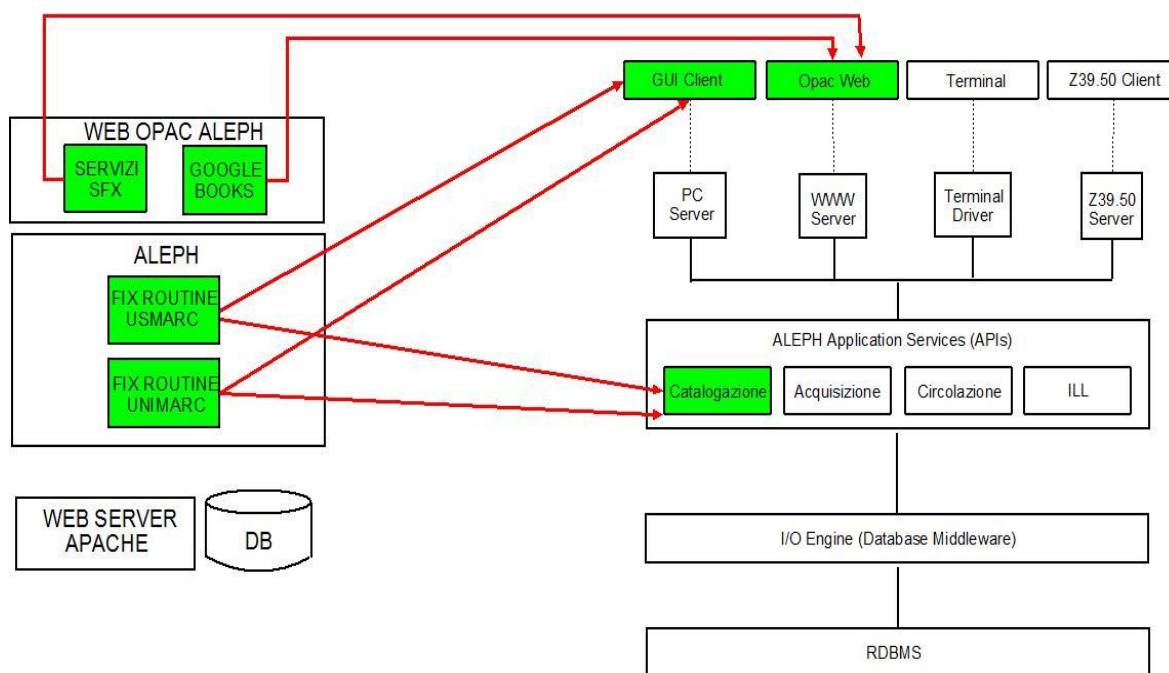 GUI Client
Opac Web
Terminal
Z39.50 Client
WEB OPAC ALEPH
SERVIZI
SFX
GOOGLE
BOOKS
PC
Server
WWW
Server
Terminal
Driver
Z39.50
Server
ALEPH
FIX ROUTINE
USMARC
FIX ROUTINE
UNIMARC
ALEPH Application Services (APIs)
Catalogazione
Acquisizione
Circolazione
ILL
WEB SERVER
APACHE
DB
I/O Engine (Database Middleware)
RDBMS